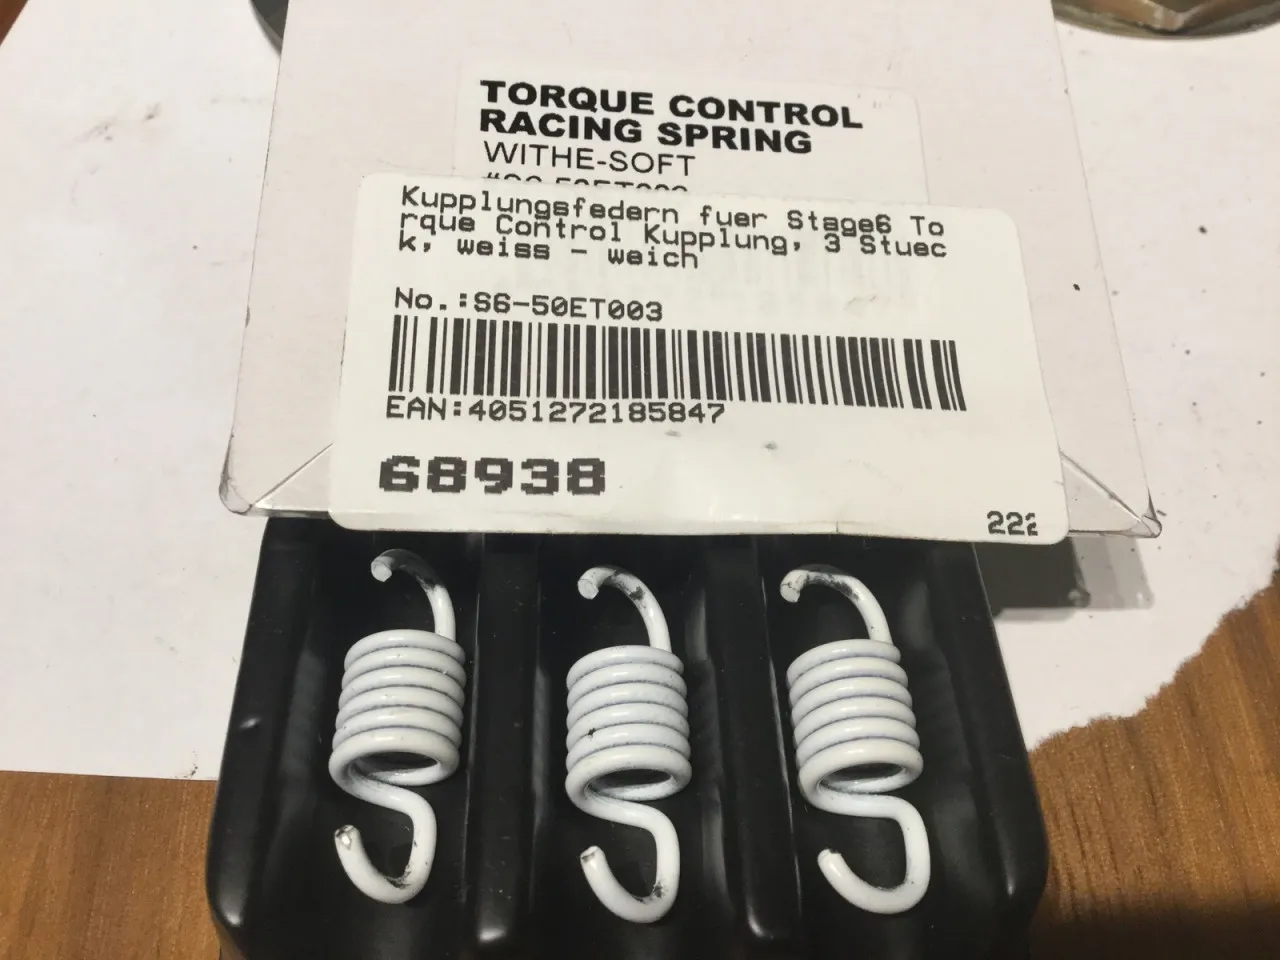 TORQUE CONTROL
RACING SPRING
WITHE-SOFT
Kupplungsfedern fuer Stage6 To
rque Control Kupplung, 3 Stuec
k, weiss - weich
No.:S6-50ET003
EAN:4051272185847
68938
222